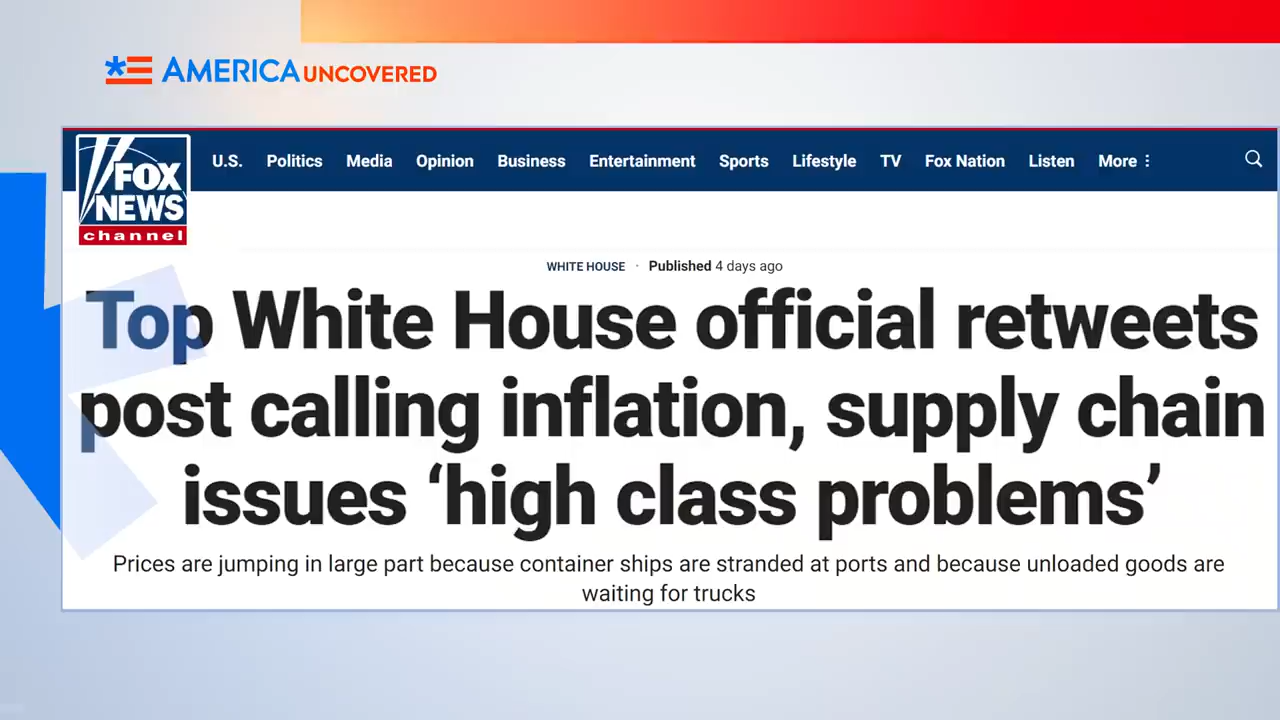 AMERICA UNCOVERED
FOX NEWS channel
U.S. Politics Media Opinion Business Entertainment Sports Lifestyle TV Fox Nation Listen More
WHITE HOUSE · Published 4 days ago
Top White House official retweets
post calling inflation, supply chain
issues ‘high class problems’
Prices are jumping in large part because container ships are stranded at ports and because unloaded goods are
waiting for trucks